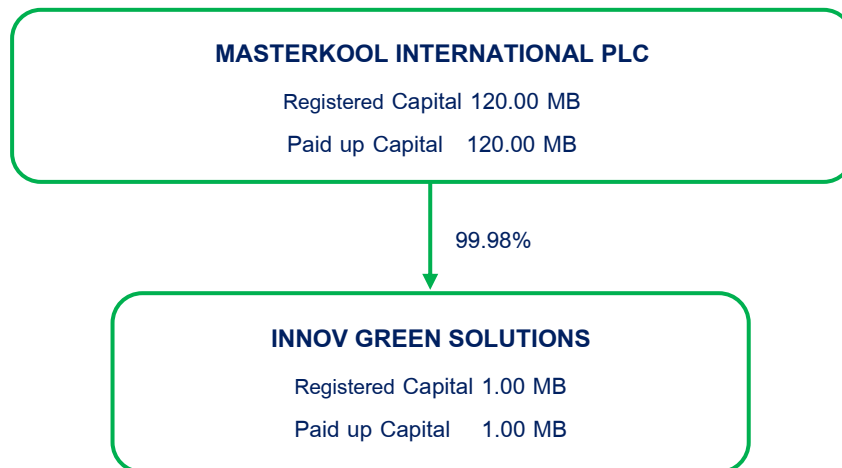 MASTERKOOL INTERNATIONAL PLC
Registered Capital 120.00 MB
Paid up Capital 120.00 MB
99.98%
INNOV GREEN SOLUTIONS
Registered Capital 1.00 MB
Paid up Capital 1.00 MB